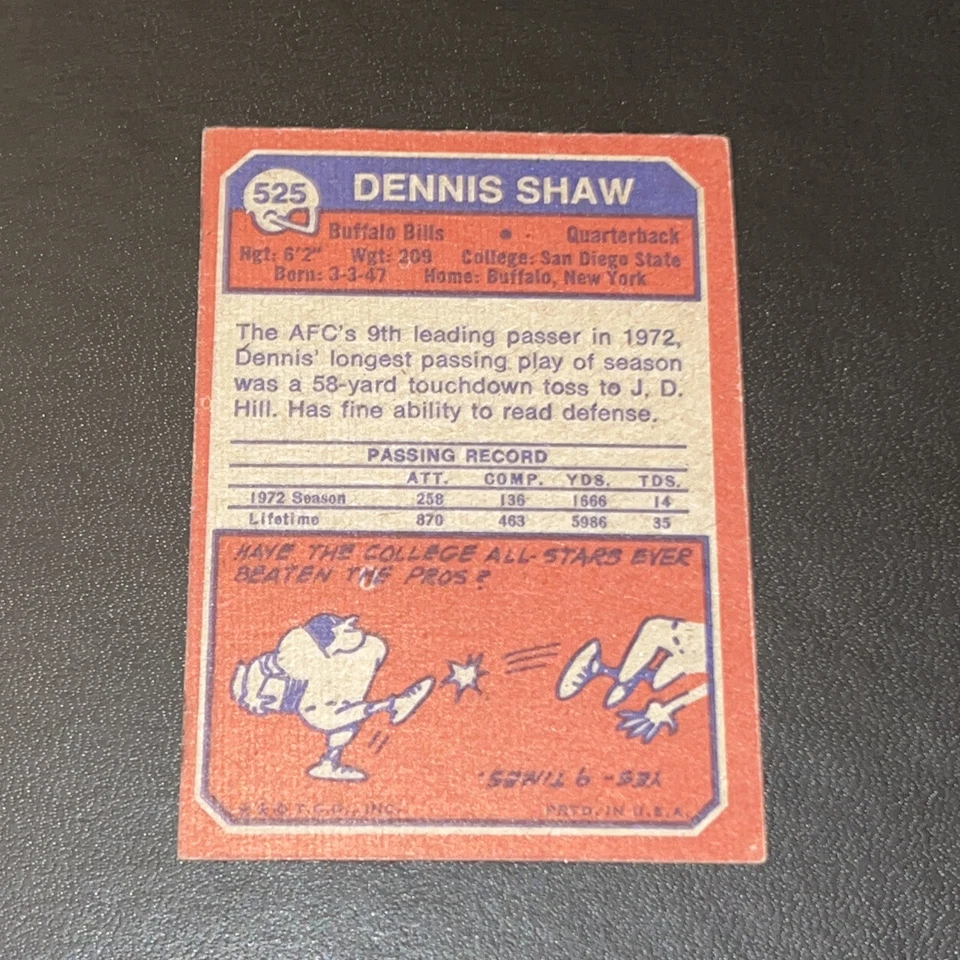 525 DENNIS SHAW
Buffalo Bills • Quarterback
Hgt: 6'2" Wgt: 209 College: San Diego State
Born: 3-3-47 Home: Buffalo, New York
The AFC's 9th leading passer in 1972,
Dennis' longest passing play of season
was a 58-yard touchdown toss to J. D.
Hill. Has fine ability to read defense.
PASSING RECORD
ATT. COMP. YDS. TDS.
1972 Season 258 136 1666 14
Lifetime 870 463 5986 35
HAVE THE COLLEGE ALL-STARS EVER
BEATEN THE PROS?
YES - 9 TIMES.
T.C.G., INC. PRTD. IN U.S.A.